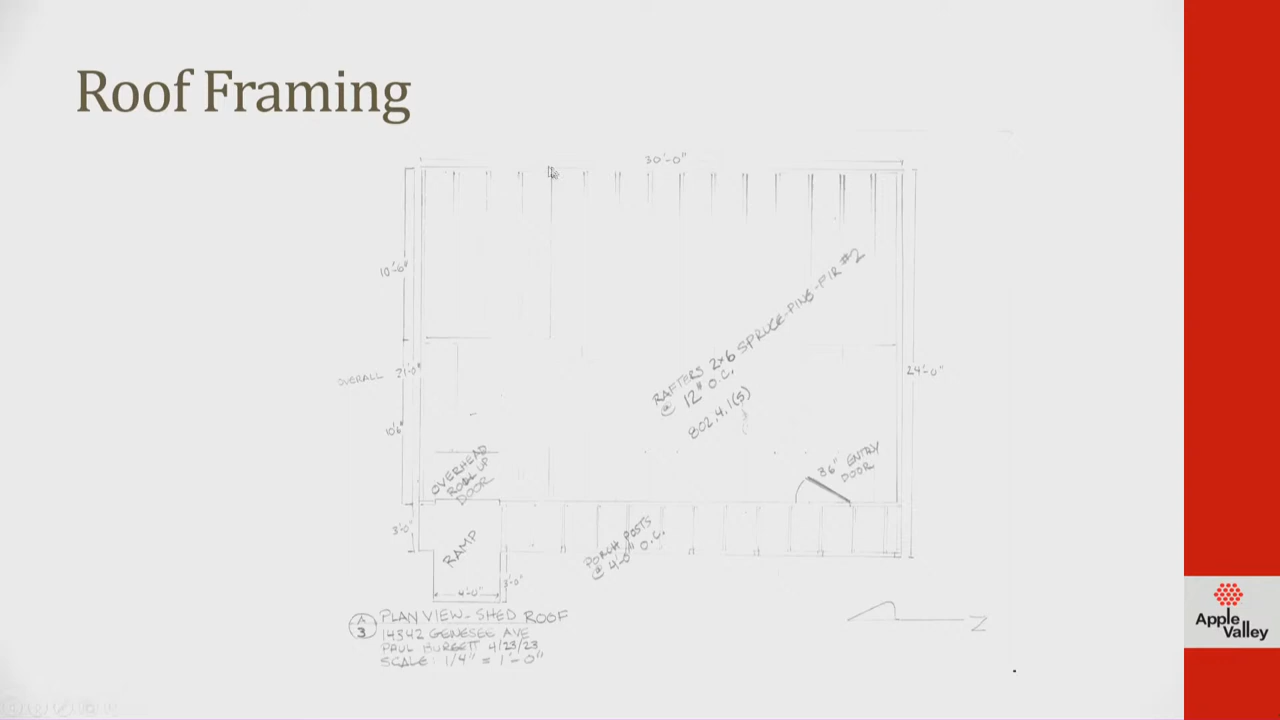 Roof Framing
30'-0"
10'-6"
RAFTERS 2x6 SPRUCE-PINE-FIR #2
@ 12" O.C.
802.4.1(5)
OVERALL 21'-0"
24'-0"
10'6"
OVERHEAD
ROLL UP
DOOR
36" ENTRY
DOOR
3'-0"
RAMP
PORCH POSTS
@ 4'-0" O.C.
3'-0"
4'-0"
A
3
PLAN VIEW - SHED ROOF
14342 GENESEE AVE
PAUL BURGETT 4/23/23
SCALE: 1/4" = 1'-0"
Z
Apple
Valley